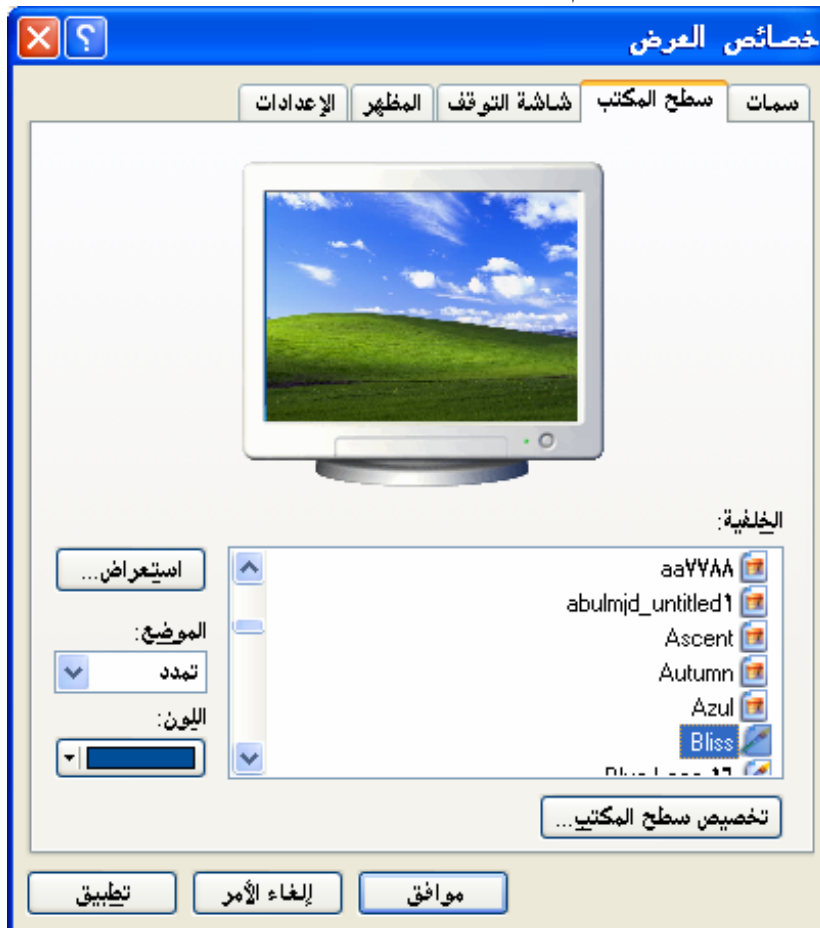 خصائص العرض
سمات سطح المكتب شاشة التوقف المظهر الإعدادات
الخلفية:
aa٧٧٨٨
abulmjd_untitled٦
Ascent
Autumn
Azul
Bliss
استعراض...
الموضع:
تمدد
اللون:
تخصيص سطح المكتب...
موافق إلغاء الأمر تطبيق